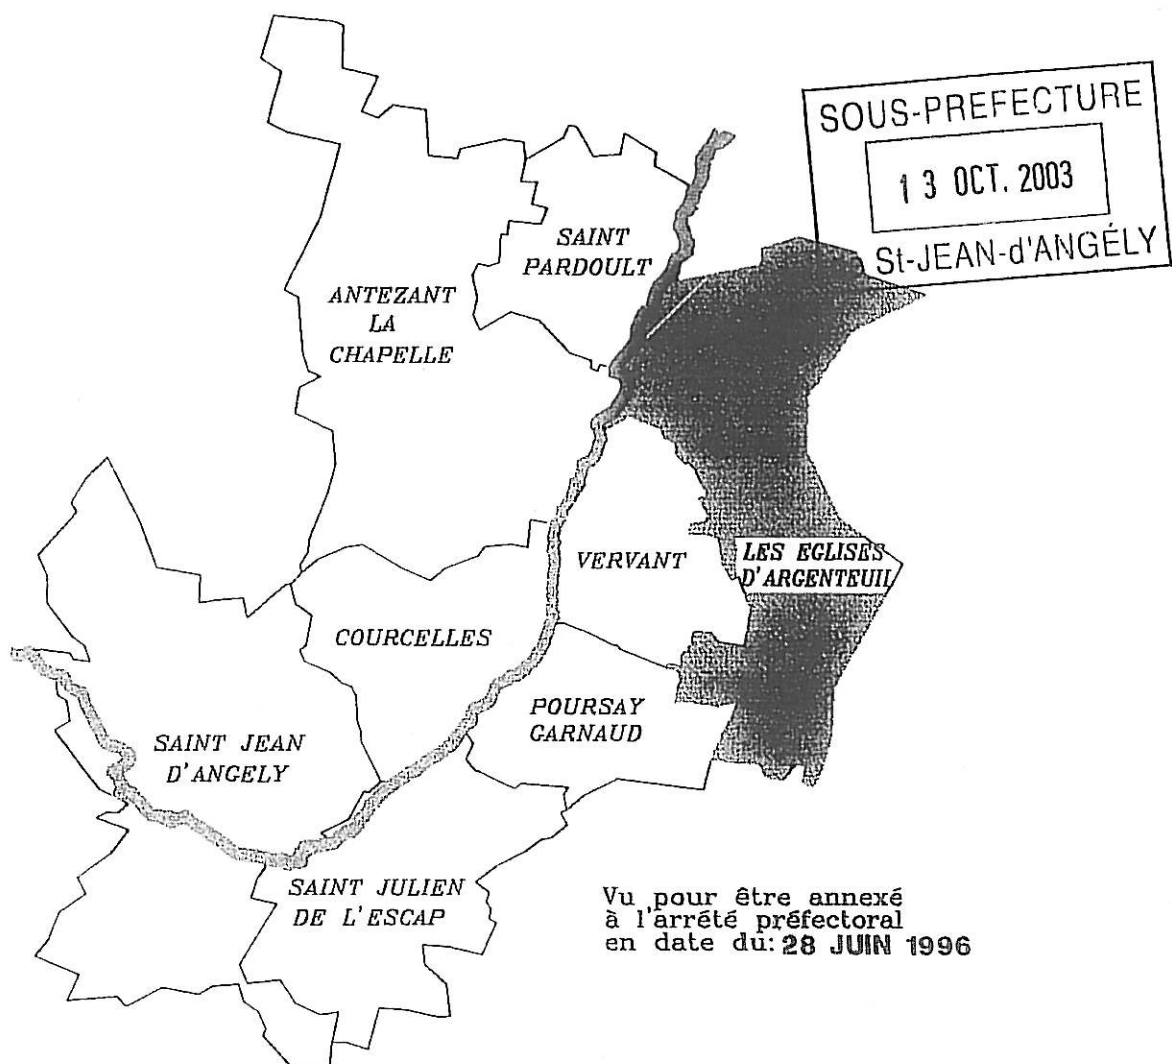 SOUS-PREFECTURE
13 OCT. 2003
St-JEAN-d'ANGÉLY
SAINT
PARDOULT
ANTEZANT
LA
CHAPELLE
VERVANT
LES EGLISES
D'ARGENTEUIL
COURCELLES
POURSAY
GARNAUD
SAINT JEAN
D'ANGELY
SAINT JULIEN
DE L'ESCAP
Vu pour être annexé
à l'arrété préfectoral
en date du: 28 JUIN 1996